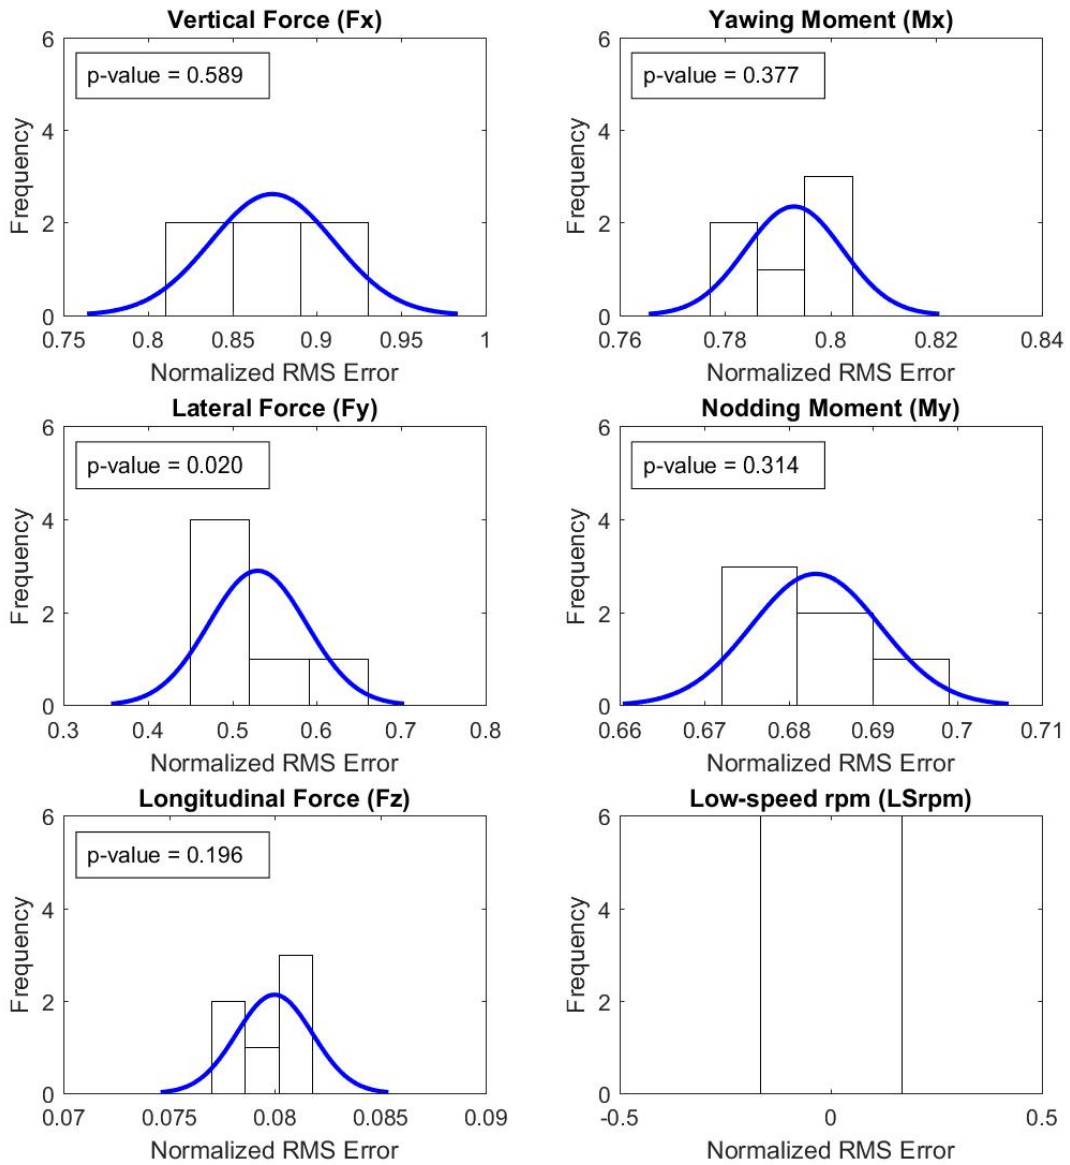 Vertical Force (Fx)
p-value = 0.589
Frequency
6
4
2
0
0.75 0.8 0.85 0.9 0.95 1
Normalized RMS Error
Yawing Moment (Mx)
p-value = 0.377
Frequency
6
4
2
0
0.76 0.78 0.8 0.82 0.84
Normalized RMS Error
Lateral Force (Fy)
p-value = 0.020
Frequency
6
4
2
0
0.3 0.4 0.5 0.6 0.7 0.8
Normalized RMS Error
Nodding Moment (My)
p-value = 0.314
Frequency
6
4
2
0
0.66 0.67 0.68 0.69 0.7 0.71
Normalized RMS Error
Longitudinal Force (Fz)
p-value = 0.196
Frequency
6
4
2
0
0.07 0.075 0.08 0.085 0.09
Normalized RMS Error
Low-speed rpm (LSrpm)
Frequency
6
4
2
0
-0.5 0 0.5
Normalized RMS Error